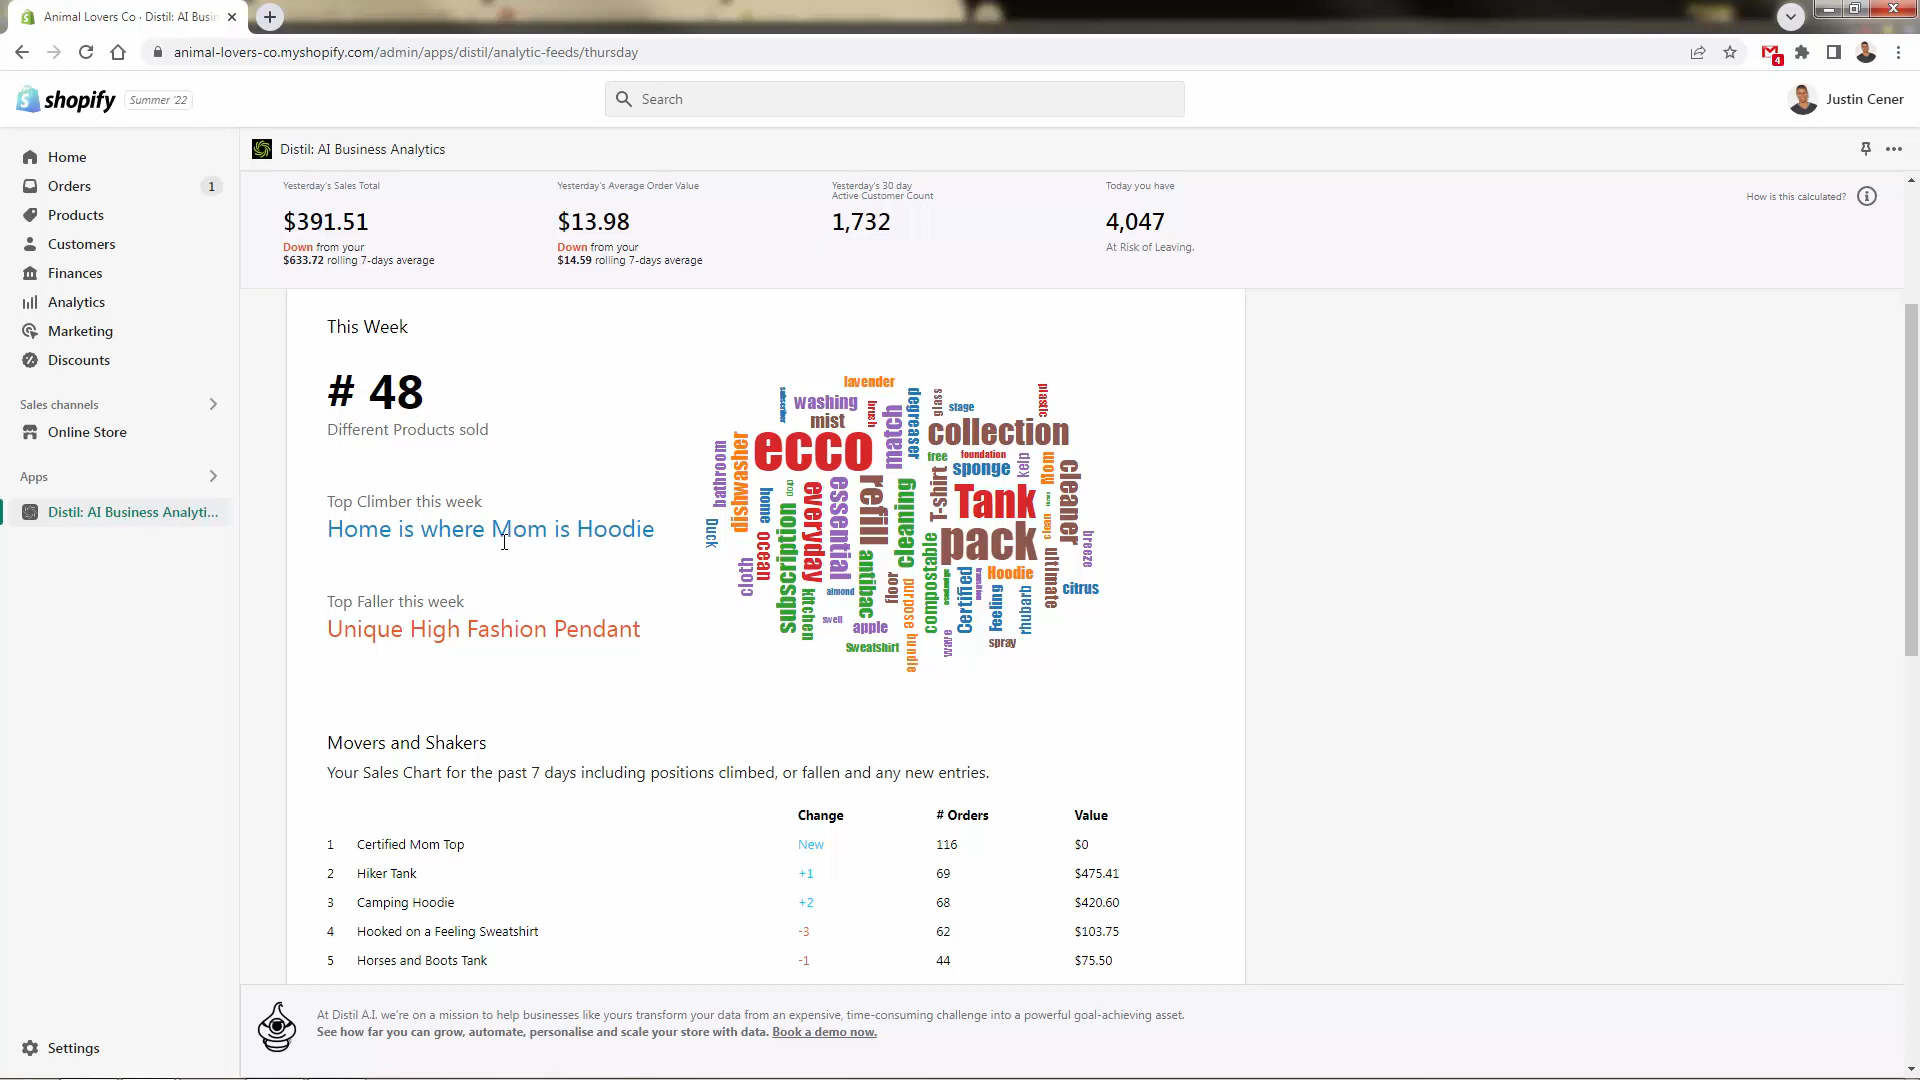 Animal Lovers Co · Distil: AI Busin
animal-lovers-co.myshopify.com/admin/apps/distil/analytic-feeds/thursday
4
shopify
Summer '22
Search
Justin Cener
Home
Orders
1
Products
Customers
Finances
Analytics
Marketing
Discounts
Sales channels
Online Store
Apps
Distil: AI Business Analyti...
Settings
Distil: AI Business Analytics
Yesterday's Sales Total
$391.51
Down from your
$633.72 rolling 7-days average
Yesterday's Average Order Value
$13.98
Down from your
$14.59 rolling 7-days average
Yesterday's 30 day
Active Customer Count
1,732
Today you have
4,047
At Risk of Leaving.
How is this calculated?
This Week
# 48
Different Products sold
Top Climber this week
Home is where Mom is Hoodie
Top Faller this week
Unique High Fashion Pendant
lavender
washing
mist
brush
match
degreaser
glass
stage
plastic
ecco
collection
free
foundation
sponge
kelp
Mom
cleaner
bathroom
dishwasher
home
drop
everyday
essential
refill
cleaning
T-shirt
Tank
pack
clean
breeze
Duck
ocean
cloth
subscription
kitchen
almond
antibac
floor
purpose
compostable
Certified
Hoodie
Feeling
rhubarb
ultimate
citrus
swell
apple
Sweatshirt
bundle
wave
spray
Movers and Shakers
Your Sales Chart for the past 7 days including positions climbed, or fallen and any new entries.
Change # Orders Value
1 Certified Mom Top New 116 $0
2 Hiker Tank +1 69 $475.41
3 Camping Hoodie +2 68 $420.60
4 Hooked on a Feeling Sweatshirt -3 62 $103.75
5 Horses and Boots Tank -1 44 $75.50
At Distil A.I. we're on a mission to help businesses like yours transform your data from an expensive, time-consuming challenge into a powerful goal-achieving asset.
See how far you can grow, automate, personalise and scale your store with data. Book a demo now.